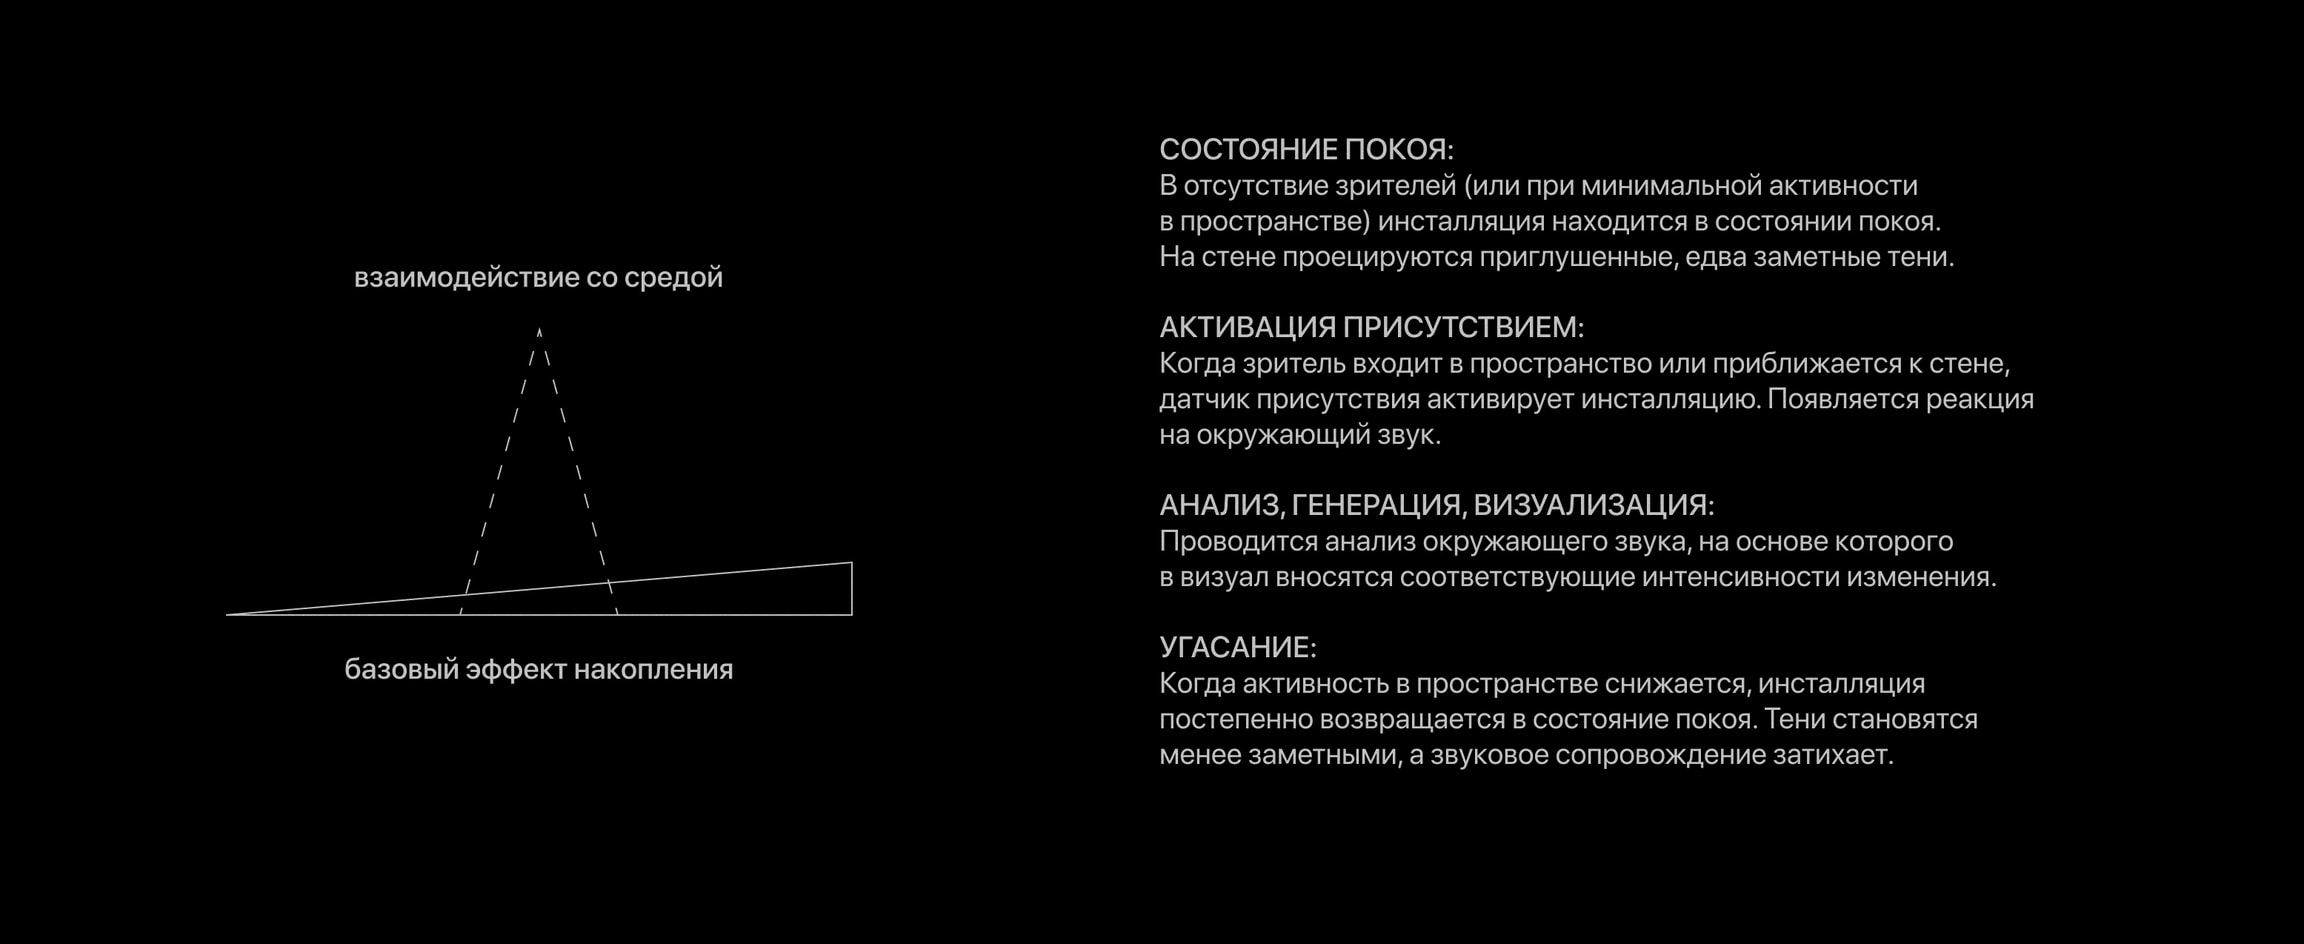 взаимодействие со средой
базовый эффект накопления
СОСТОЯНИЕ ПОКОЯ:
В отсутствие зрителей (или при минимальной активности
в пространстве) инсталляция находится в состоянии покоя.
На стене проецируются приглушенные, едва заметные тени.
АКТИВАЦИЯ ПРИСУТСТВИЕМ:
Когда зритель входит в пространство или приближается к стене,
датчик присутствия активирует инсталляцию. Появляется реакция
на окружающий звук.
АНАЛИЗ, ГЕНЕРАЦИЯ, ВИЗУАЛИЗАЦИЯ:
Проводится анализ окружающего звука, на основе которого
в визуал вносятся соответствующие интенсивности изменения.
УГАСАНИЕ:
Когда активность в пространстве снижается, инсталляция
постепенно возвращается в состояние покоя. Тени становятся
менее заметными, а звуковое сопровождение затихает.